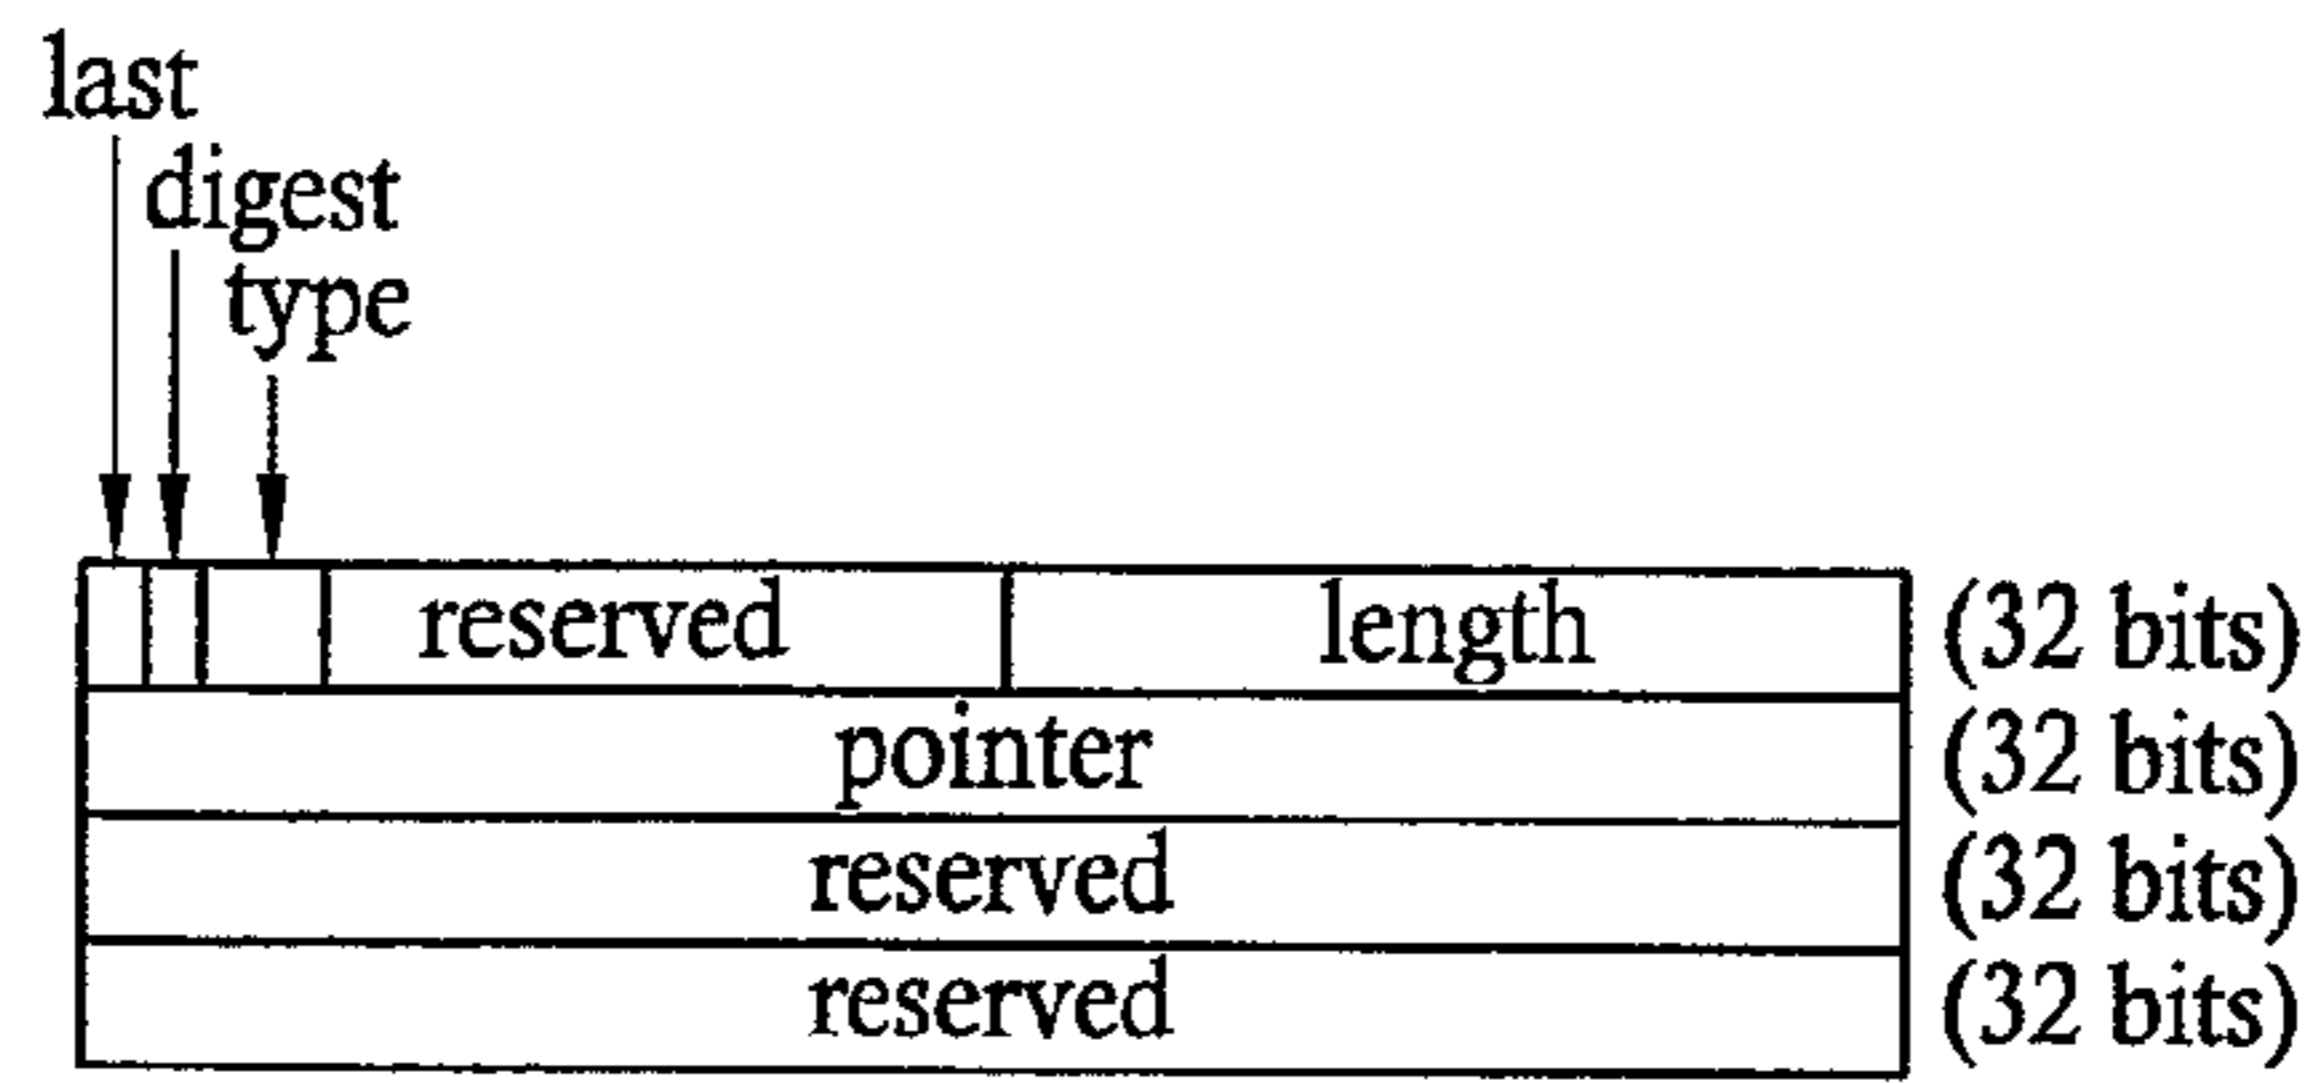 last
digest
type
reserved length (32 bits)
pointer (32 bits)
reserved (32 bits)
reserved (32 bits)